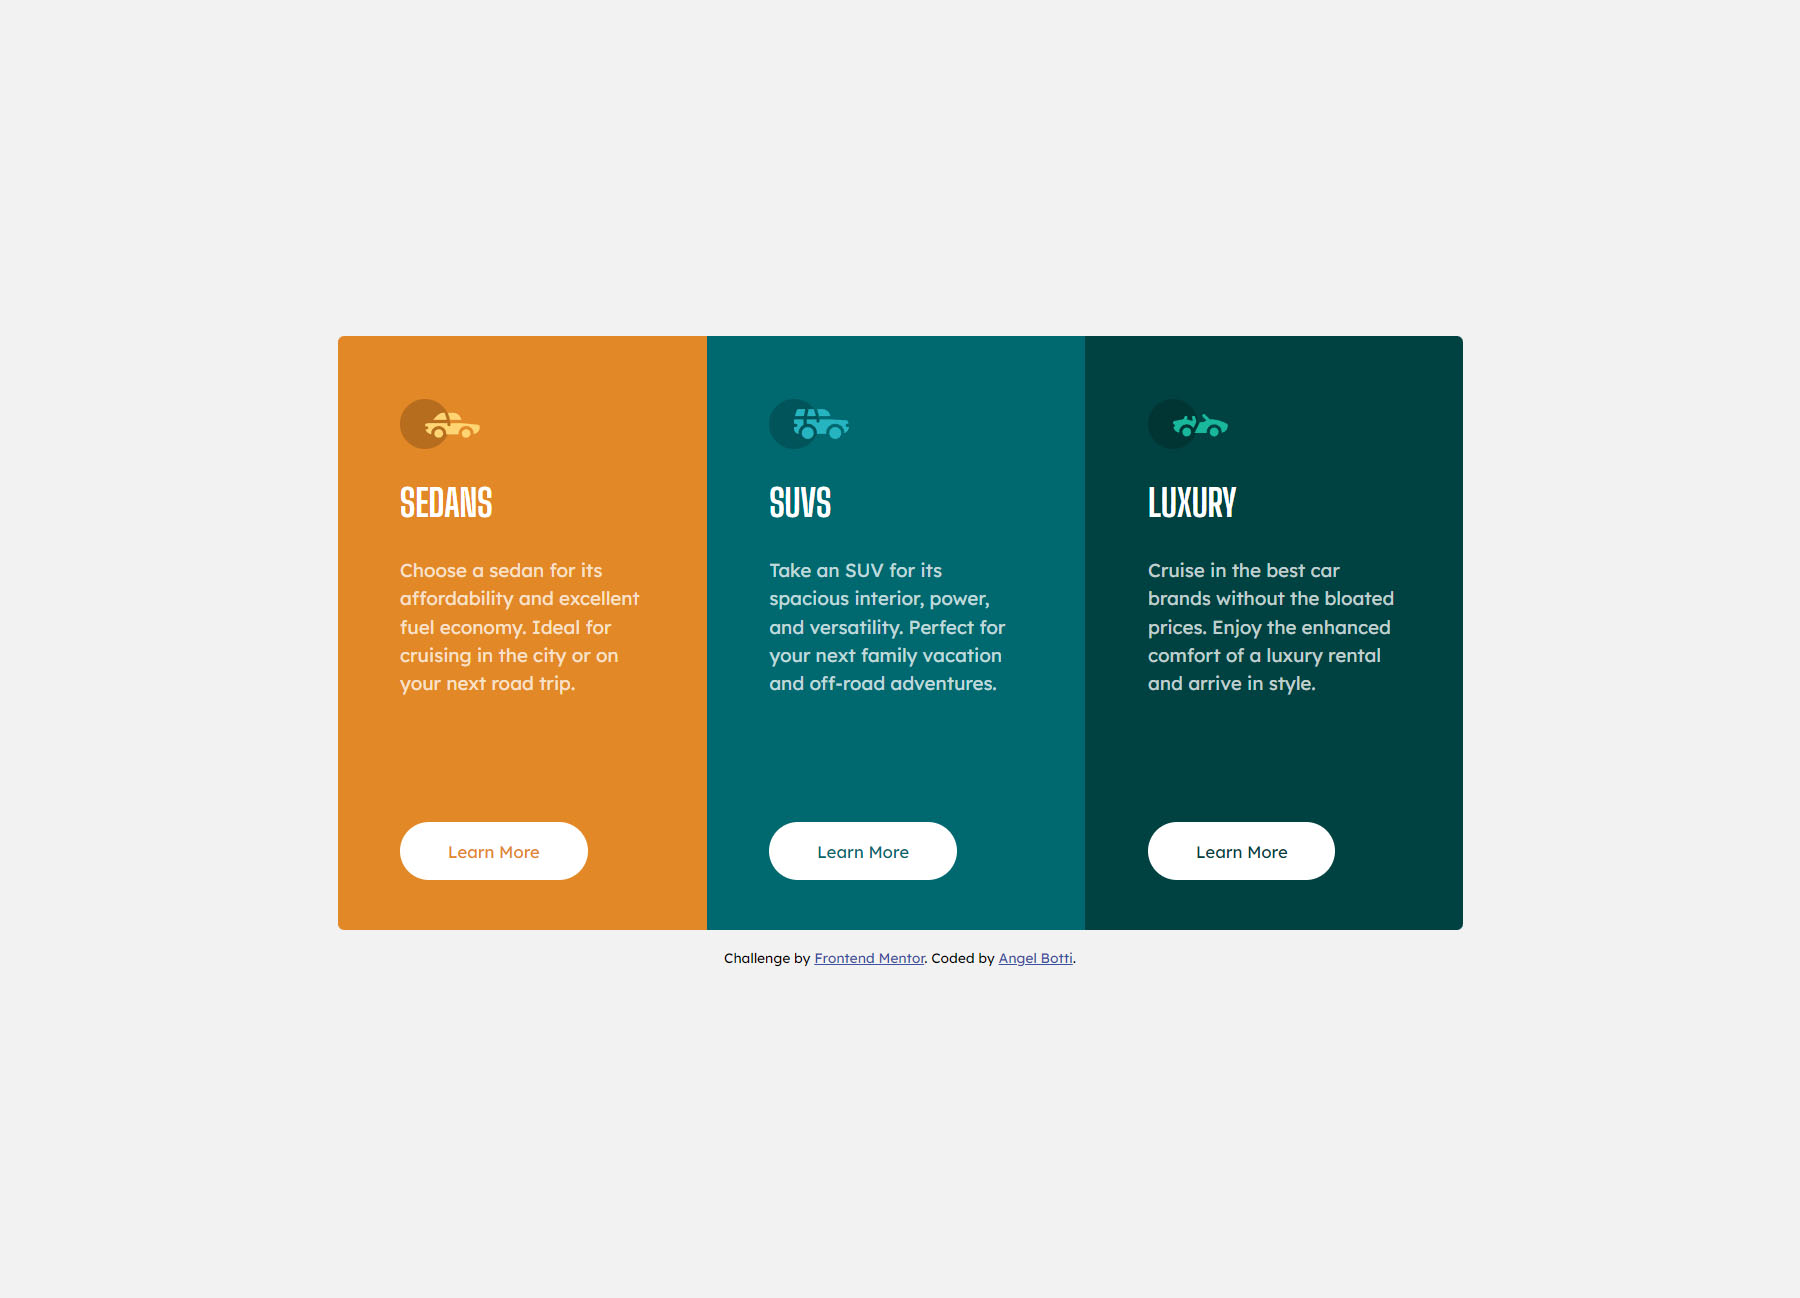 SEDANS
Choose a sedan for its
affordability and excellent
fuel economy. Ideal for
cruising in the city or on
your next road trip.
Learn More
SUVS
Take an SUV for its
spacious interior, power,
and versatility. Perfect for
your next family vacation
and off-road adventures.
Learn More
LUXURY
Cruise in the best car
brands without the bloated
prices. Enjoy the enhanced
comfort of a luxury rental
and arrive in style.
Learn More
Challenge by Frontend Mentor. Coded by Angel Botti.